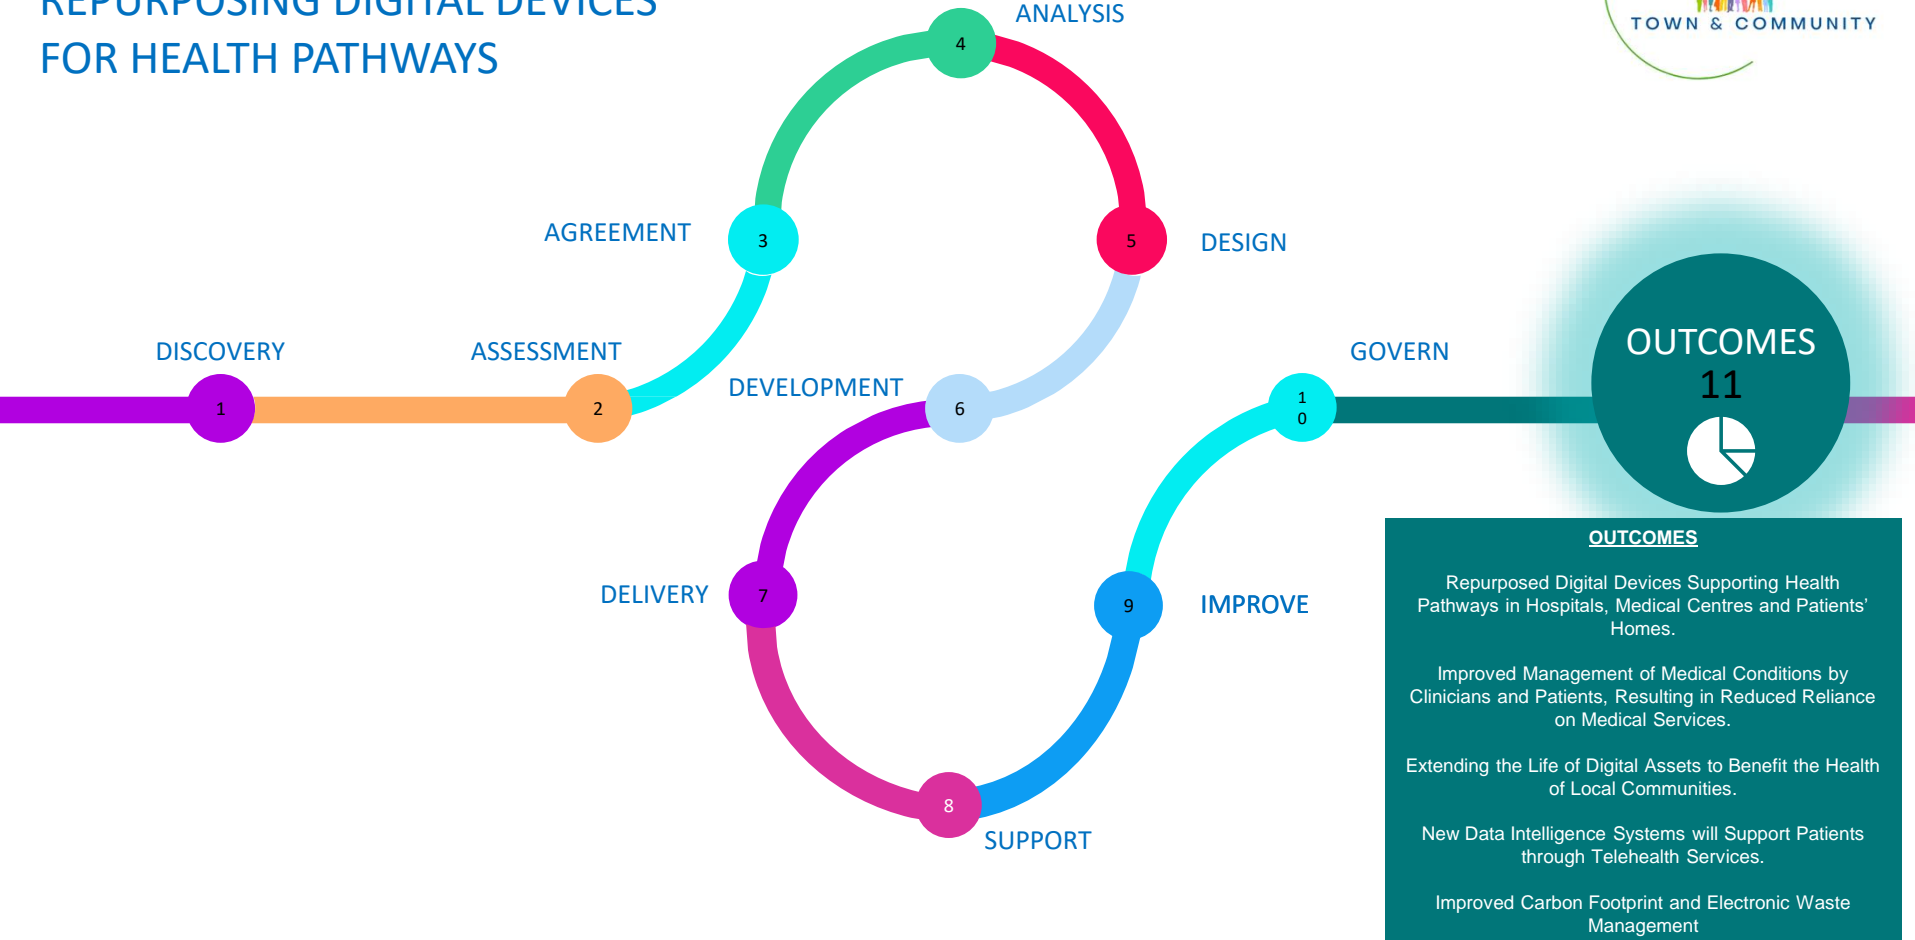 REPURPOSING DIGITAL DEVICES
FOR HEALTH PATHWAYS
TOWN & COMMUNITY
DISCOVERY
1
ASSESSMENT
2
AGREEMENT
3
ANALYSIS
4
DESIGN
5
DEVELOPMENT
6
DELIVERY
7
SUPPORT
8
IMPROVE
9
GOVERN
1
0
OUTCOMES
11
OUTCOMES
Repurposed Digital Devices Supporting Health
Pathways in Hospitals, Medical Centres and Patients’
Homes.
Improved Management of Medical Conditions by
Clinicians and Patients, Resulting in Reduced Reliance
on Medical Services.
Extending the Life of Digital Assets to Benefit the Health
of Local Communities.
New Data Intelligence Systems will Support Patients
through Telehealth Services.
Improved Carbon Footprint and Electronic Waste
Management